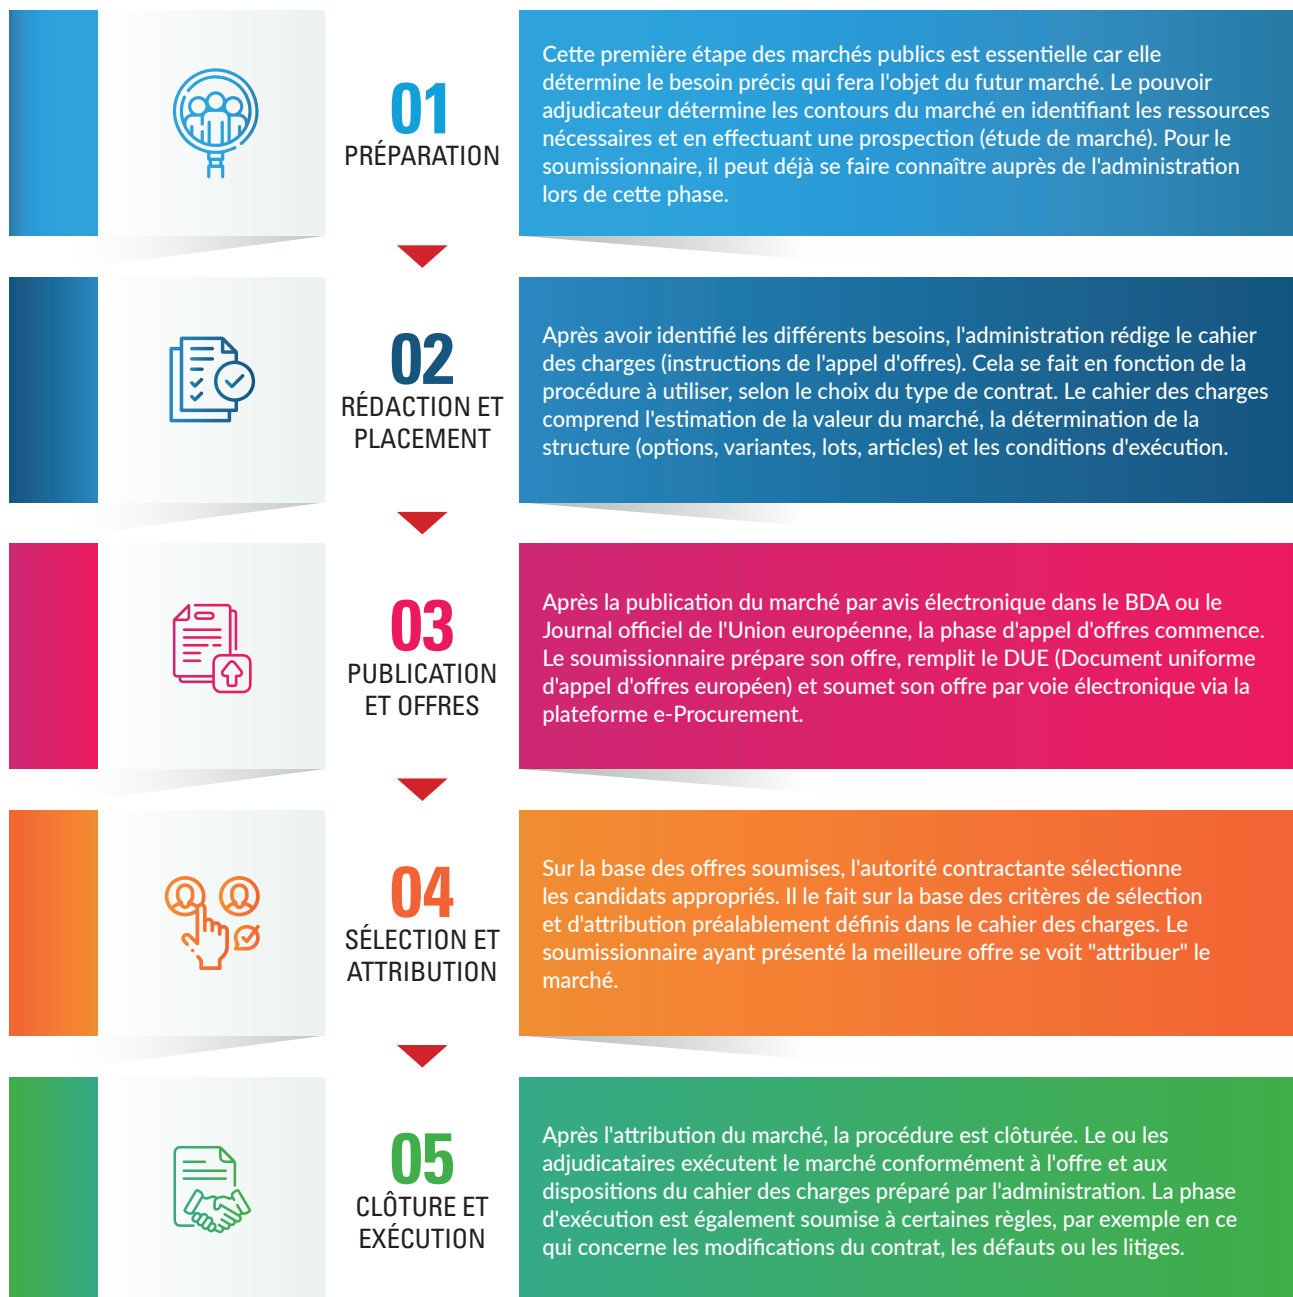 01
PRÉPARATION
Cette première étape des marchés publics est essentielle car elle
détermine le besoin précis qui fera l'objet du futur marché. Le pouvoir
adjudicateur détermine les contours du marché en identifiant les ressources
nécessaires et en effectuant une prospection (étude de marché). Pour le
soumissionnaire, il peut déjà se faire connaître auprès de l'administration
lors de cette phase.
02
RÉDACTION ET
PLACEMENT
Après avoir identifié les différents besoins, l'administration rédige le cahier
des charges (instructions de l'appel d'offres). Cela se fait en fonction de la
procédure à utiliser, selon le choix du type de contrat. Le cahier des charges
comprend l'estimation de la valeur du marché, la détermination de la
structure (options, variantes, lots, articles) et les conditions d'exécution.
03
PUBLICATION
ET OFFRES
Après la publication du marché par avis électronique dans le BDA ou le
Journal officiel de l'Union européenne, la phase d'appel d'offres commence.
Le soumissionnaire prépare son offre, remplit le DUE (Document uniforme
d'appel d'offres européen) et soumet son offre par voie électronique via la
plateforme e-Procurement.
04
SÉLECTION ET
ATTRIBUTION
Sur la base des offres soumises, l'autorité contractante sélectionne
les candidats appropriés. Il le fait sur la base des critères de sélection
et d'attribution préalablement définis dans le cahier des charges. Le
soumissionnaire ayant présenté la meilleure offre se voit "attribuer" le
marché.
05
CLÔTURE ET
EXÉCUTION
Après l'attribution du marché, la procédure est clôturée. Le ou les
adjudicataires exécutent le marché conformément à l'offre et aux
dispositions du cahier des charges préparé par l'administration. La phase
d'exécution est également soumise à certaines règles, par exemple en ce
qui concerne les modifications du contrat, les défauts ou les litiges.